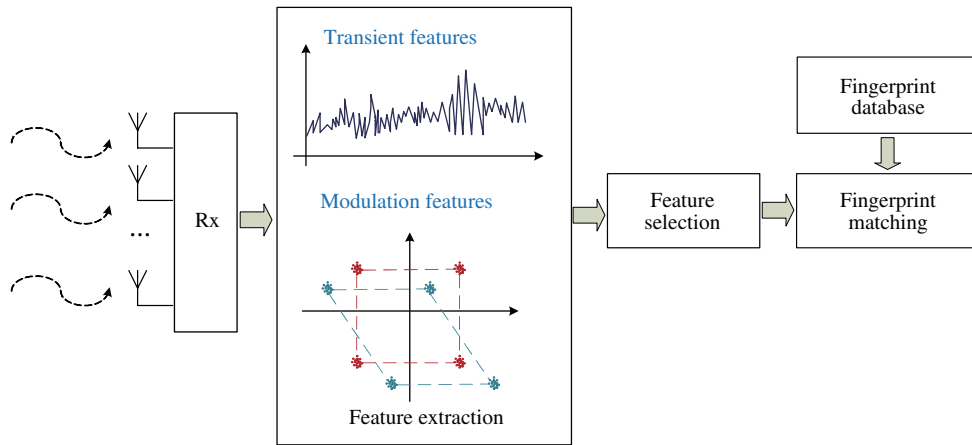 Transient features
Modulation features
Feature extraction
...
Rx
Feature
selection
Fingerprint
database
Fingerprint
matching